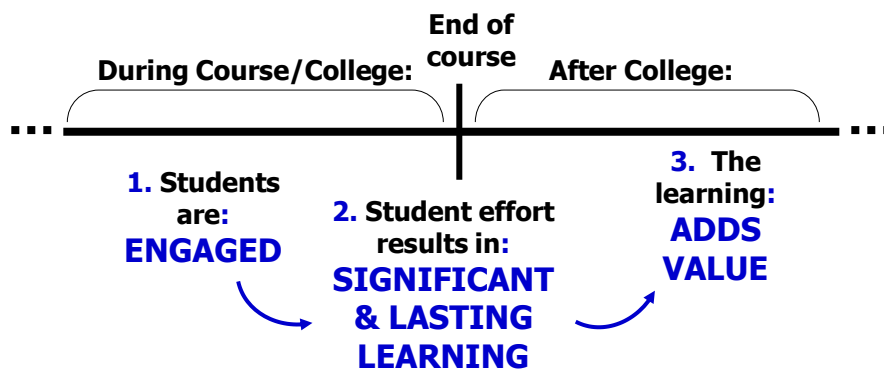 End of
course
During Course/College:
After College:
1. Students
are:
ENGAGED
2. Student effort
results in:
SIGNIFICANT
& LASTING
LEARNING
3. The
learning:
ADDS
VALUE